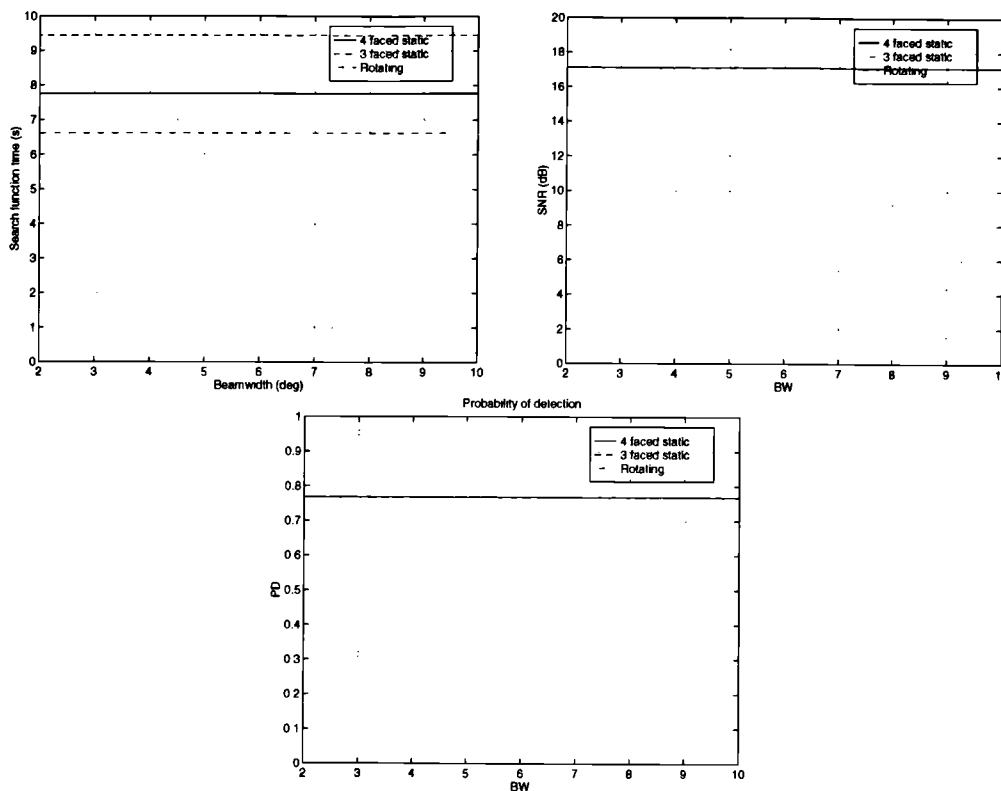 10
9
8
7
6
5
4
3
2
1
0
Search function time (s)
4 faced static
3 faced static
Rotating
2 3 4 5 6 7 8 9 10
Beamwidth (deg)
20
18
16
14
12
10
8
6
4
2
0
SNR (dB)
4 faced static
3 faced static
Rotating
2 3 4 5 6 7 8 9 1
BW
Probability of detection
1
0.9
0.8
0.7
0.6
0.5
0.4
0.3
0.2
0 1
0
PD
4 faced static
3 faced static
Rotating
2 3 4 5 6 7 8 9 10
BW